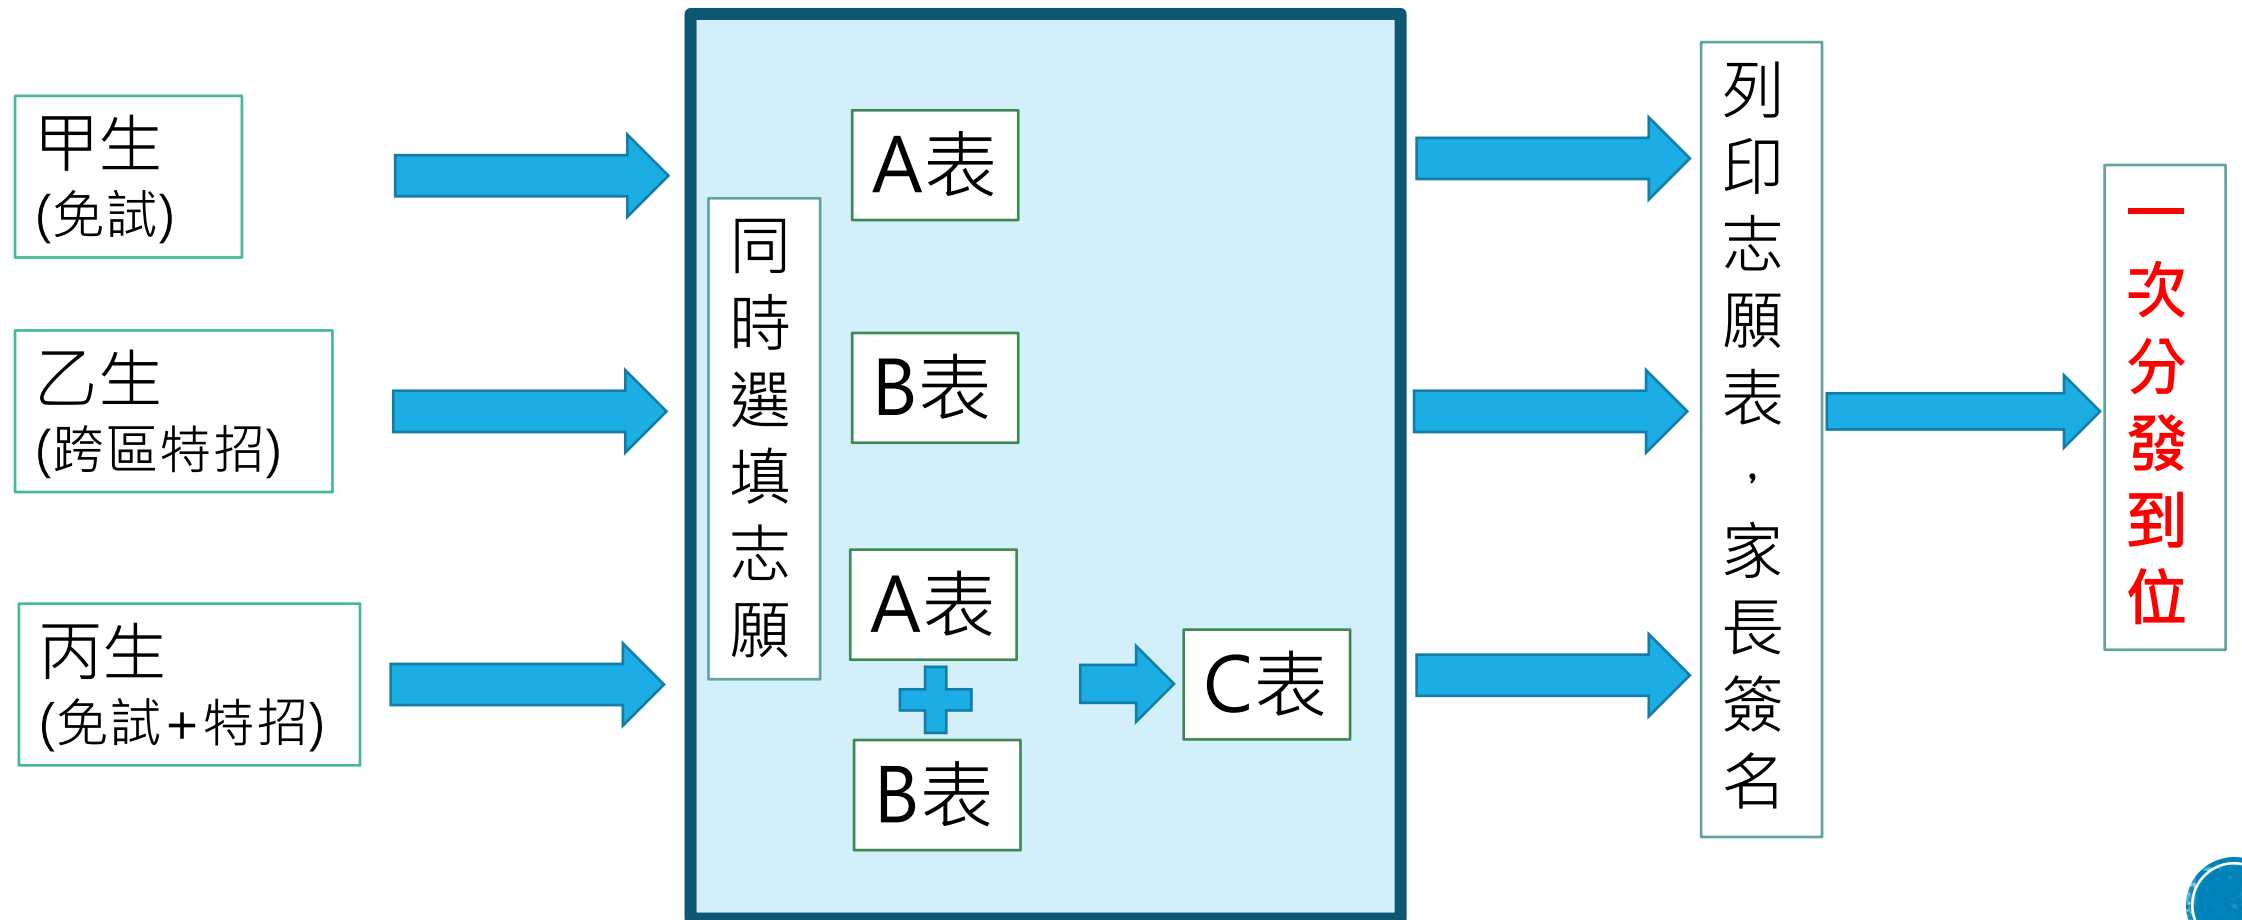 甲生
(免試)
乙生
(跨區特招)
丙生
(免試+特招)
同時選填志願
A表
B表
A表
B表
C表
列印志願表，家長簽名
一次分發到位